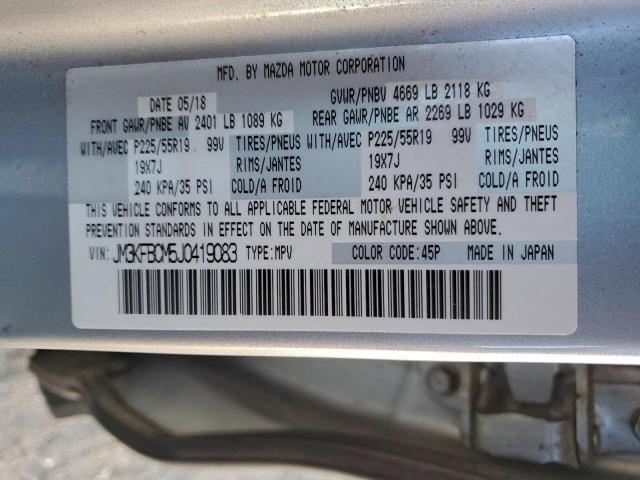 MFD. BY MAZDA MOTOR CORPORATION
DATE 05/18 GVWR/PNBV 4669 LB 2118 KG
FRONT GAWR/PNBE AV 2401 LB 1089 KG REAR GAWR/PNBE AR 2269 LB 1029 KG
WITH/AVEC P225/55R19 99V TIRES/PNEUS WITH/AVEC P225/55R19 99V TIRES/PNEUS
19X7J RIMS/JANTES 19X7J RIMS/JANTES
240 KPA/35 PSI COLD/A FROID 240 KPA/35 PSI COLD/A FROID
THIS VEHICLE CONFORMS TO ALL APPLICABLE FEDERAL MOTOR VEHICLE SAFETY AND THEFT
PREVENTION STANDARDS IN EFFECT ON THE DATE OF MANUFACTURE SHOWN ABOVE.
VIN: JM3KFBCM5J0419083 TYPE:MPV COLOR CODE:45P MADE IN JAPAN